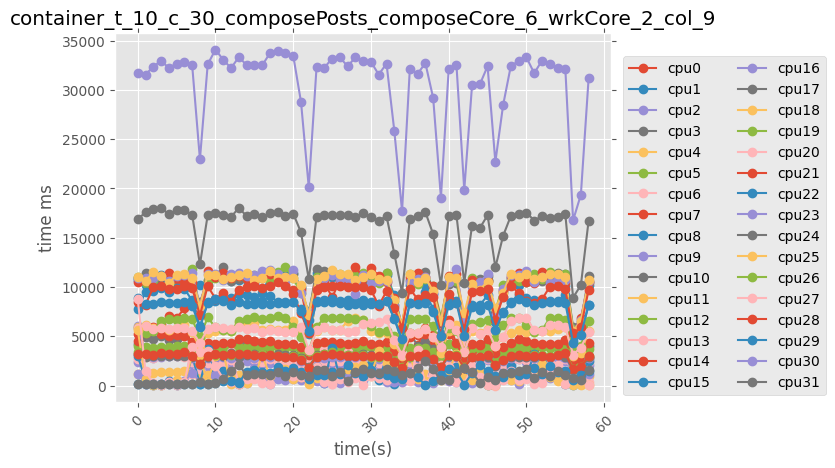 container_t_10_c_30_composePosts_composeCore_6_wrkCore_2_col_9
35000
30000
25000
20000
15000
10000
5000
0
time ms
0
10
20
30
40
50
60
time(s)
cpu0
cpu1
cpu2
cpu3
cpu4
cpu5
cpu6
cpu7
cpu8
cpu9
cpu10
cpu11
cpu12
cpu13
cpu14
cpu15
cpu16
cpu17
cpu18
cpu19
cpu20
cpu21
cpu22
cpu23
cpu24
cpu25
cpu26
cpu27
cpu28
cpu29
cpu30
cpu31